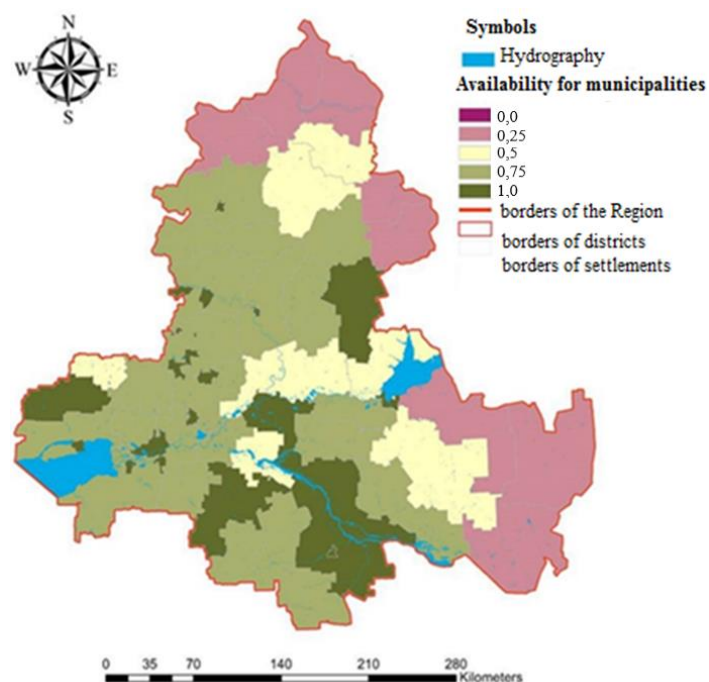 N
W E
S
Symbols
Hydrography
Availability for municipalities
0,0
0,25
0,5
0,75
1,0
borders of the Region
borders of districts
borders of settlements
0 35 70 140 210 280
Kilometers